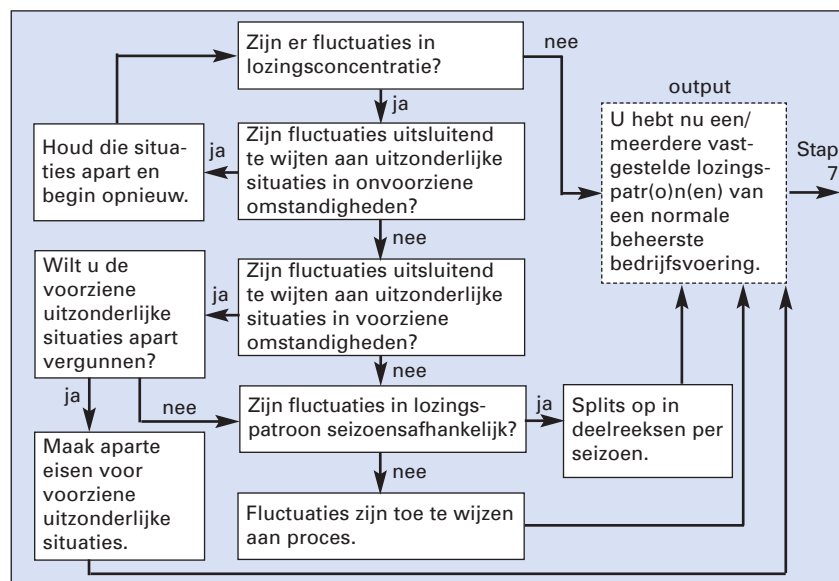 Zijn er fluctuaties in
lozingsconcentratie?
nee
ja
Houd die situa-
ties apart en
begin opnieuw.
ja
Zijn fluctuaties uitsluitend
te wijten aan uitzonderlijke
situaties in onvoorziene
omstandigheden?
nee
output
U hebt nu een/
meerdere vast-
gestelde lozings-
patr(o)n(en) van
een normale
beheerste
bedrijfsvoering.
Stap
7
Wilt u de
voorziene
uitzonderlijke
situaties apart
vergunnen?
ja
Zijn fluctuaties uitsluitend
te wijten aan uitzonderlijke
situaties in voorziene
omstandigheden?
nee
ja
nee
Zijn fluctuaties in lozings-
patroon seizoensafhankelijk?
ja
Splits op in
deelreeksen per
seizoen.
nee
Maak aparte
eisen voor
voorziene
uitzonderlijke
situaties.
Fluctuaties zijn toe te wijzen
aan proces.